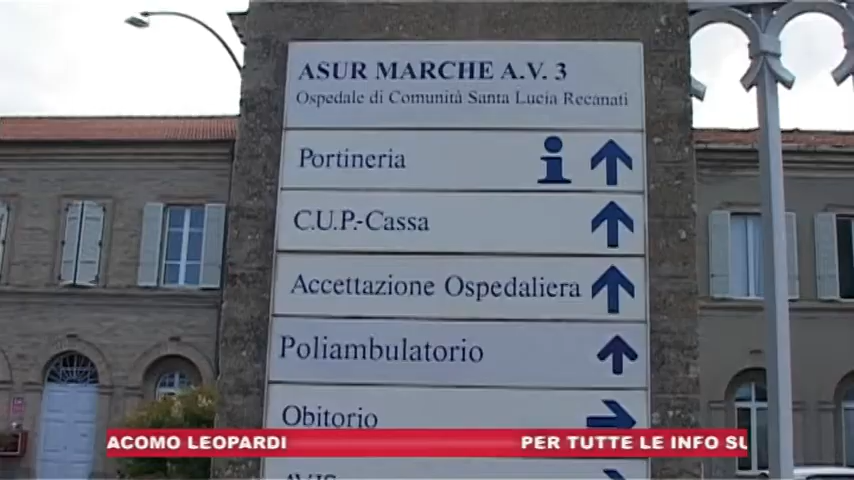 ASUR MARCHE A.V. 3
Ospedale di Comunità Santa Lucia Recanati
Portineria
C.U.P.-Cassa
Accettazione Ospedaliera
Poliambulatorio
Obitorio
ACOMO LEOPARDI PER TUTTE LE INFO SU
AVIS